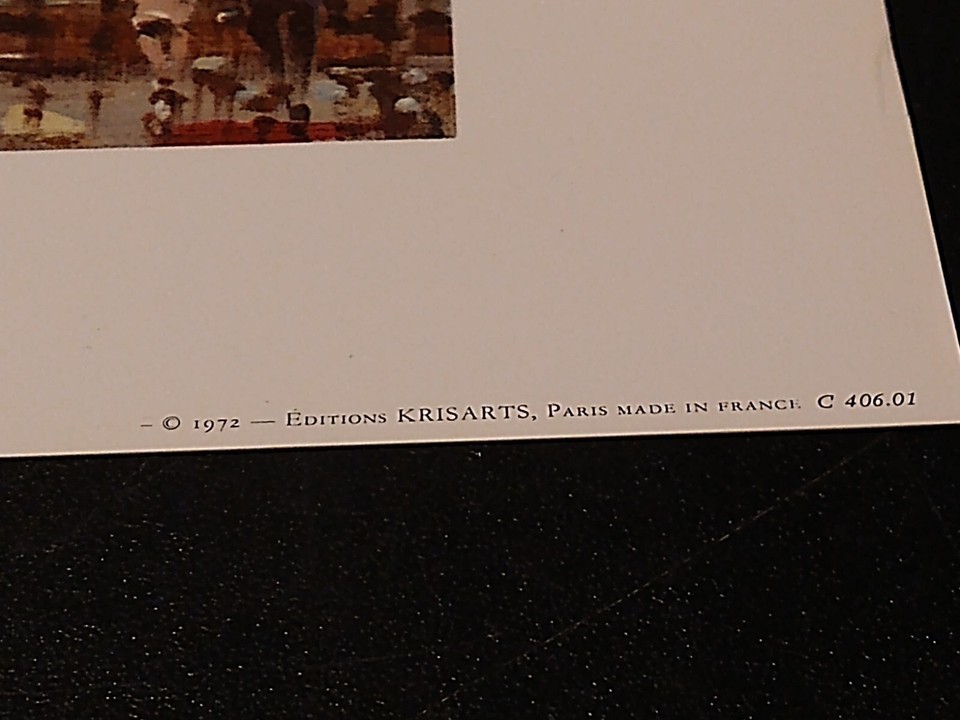 – © 1972 — Éditions KRISARTS, Paris MADE IN FRANCE C 406.01